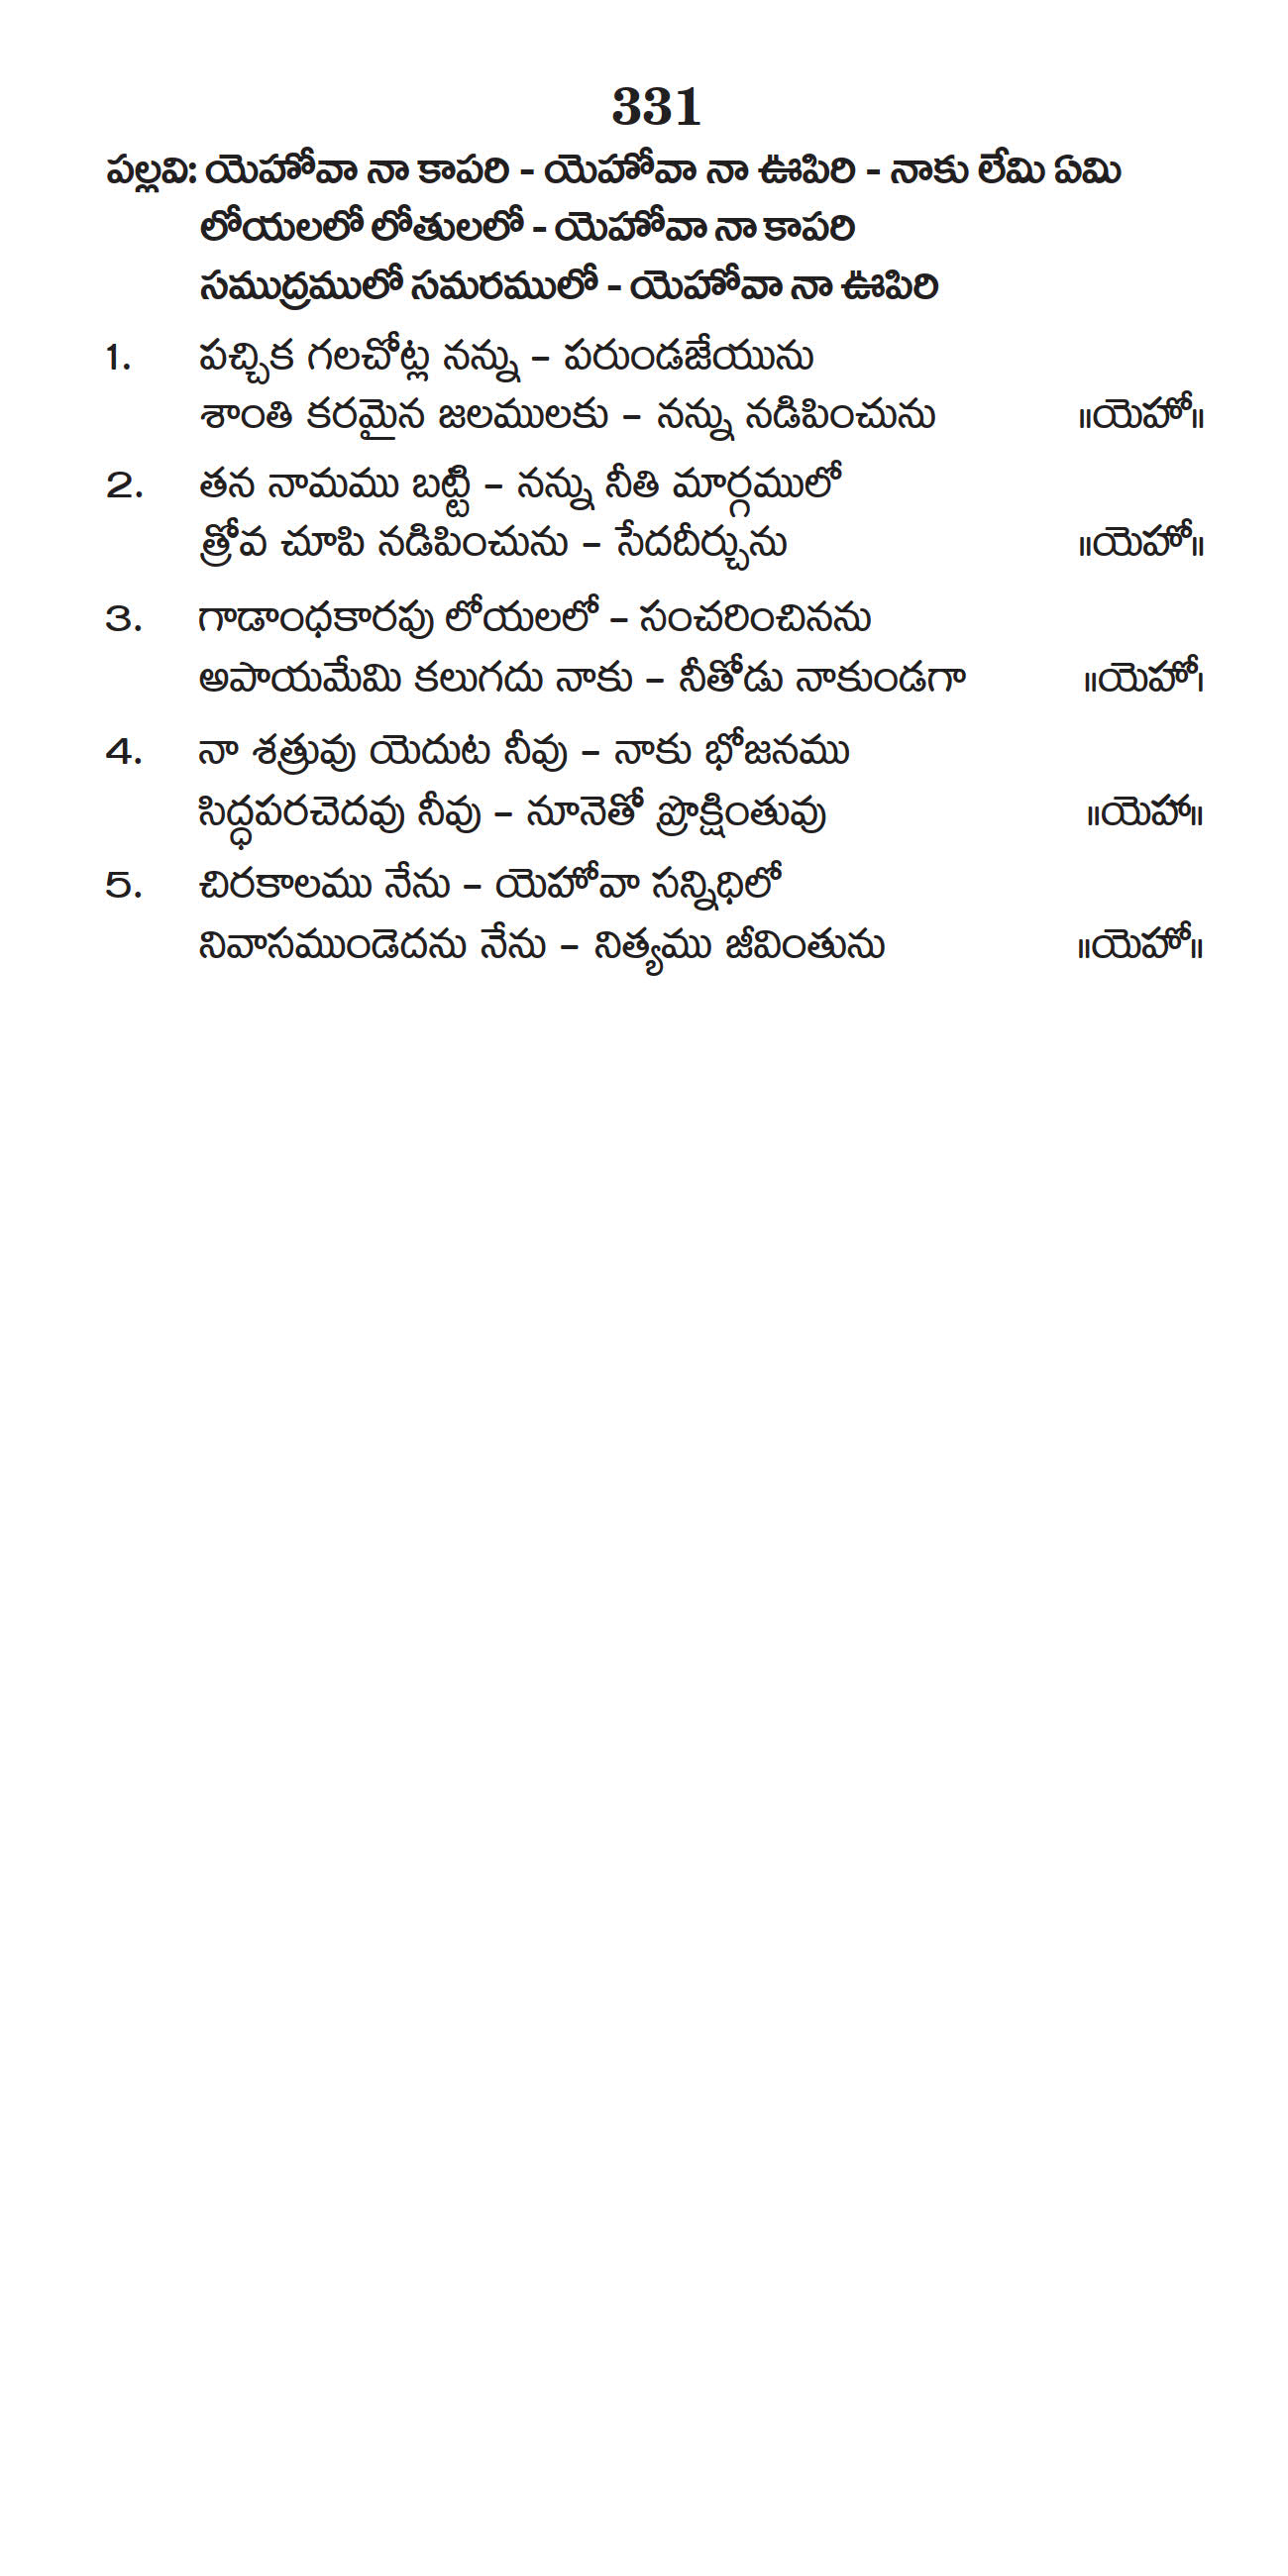 331
పల్లవి: యెహోవా నా కాపరి - యెహోవా నా ఊపిరి - నాకు లేమి ఏమి
లోయలలో లోతులలో - యెహోవా నా కాపరి
సముద్రములో సమరములో - యెహోవా నా ఊపిరి
1. పచ్చిక గలచోట్ల నన్ను – పరుండజేయును
శాంతి కరమైన జలములకు – నన్ను నడిపించును ॥యెహో॥
2. తన నామము బట్టి – నన్ను నీతి మార్గములో
త్రోవ చూపి నడిపించును – సేదదీర్చును ॥యెహో॥
3. గాడాంధకారపు లోయలలో – సంచరించినను
అపాయమేమి కలుగదు నాకు – నీతోడు నాకుండగా ॥యెహో।
4. నా శత్రువు యెదుట నీవు – నాకు భోజనము
సిద్ధపరచెదవు నీవు – నూనెతో ప్రొక్షింతువు ॥యెహా॥
5. చిరకాలము నేను – యెహోవా సన్నిధిలో
నివాసముండెదను నేను – నిత్యము జీవింతును ॥యెహో॥